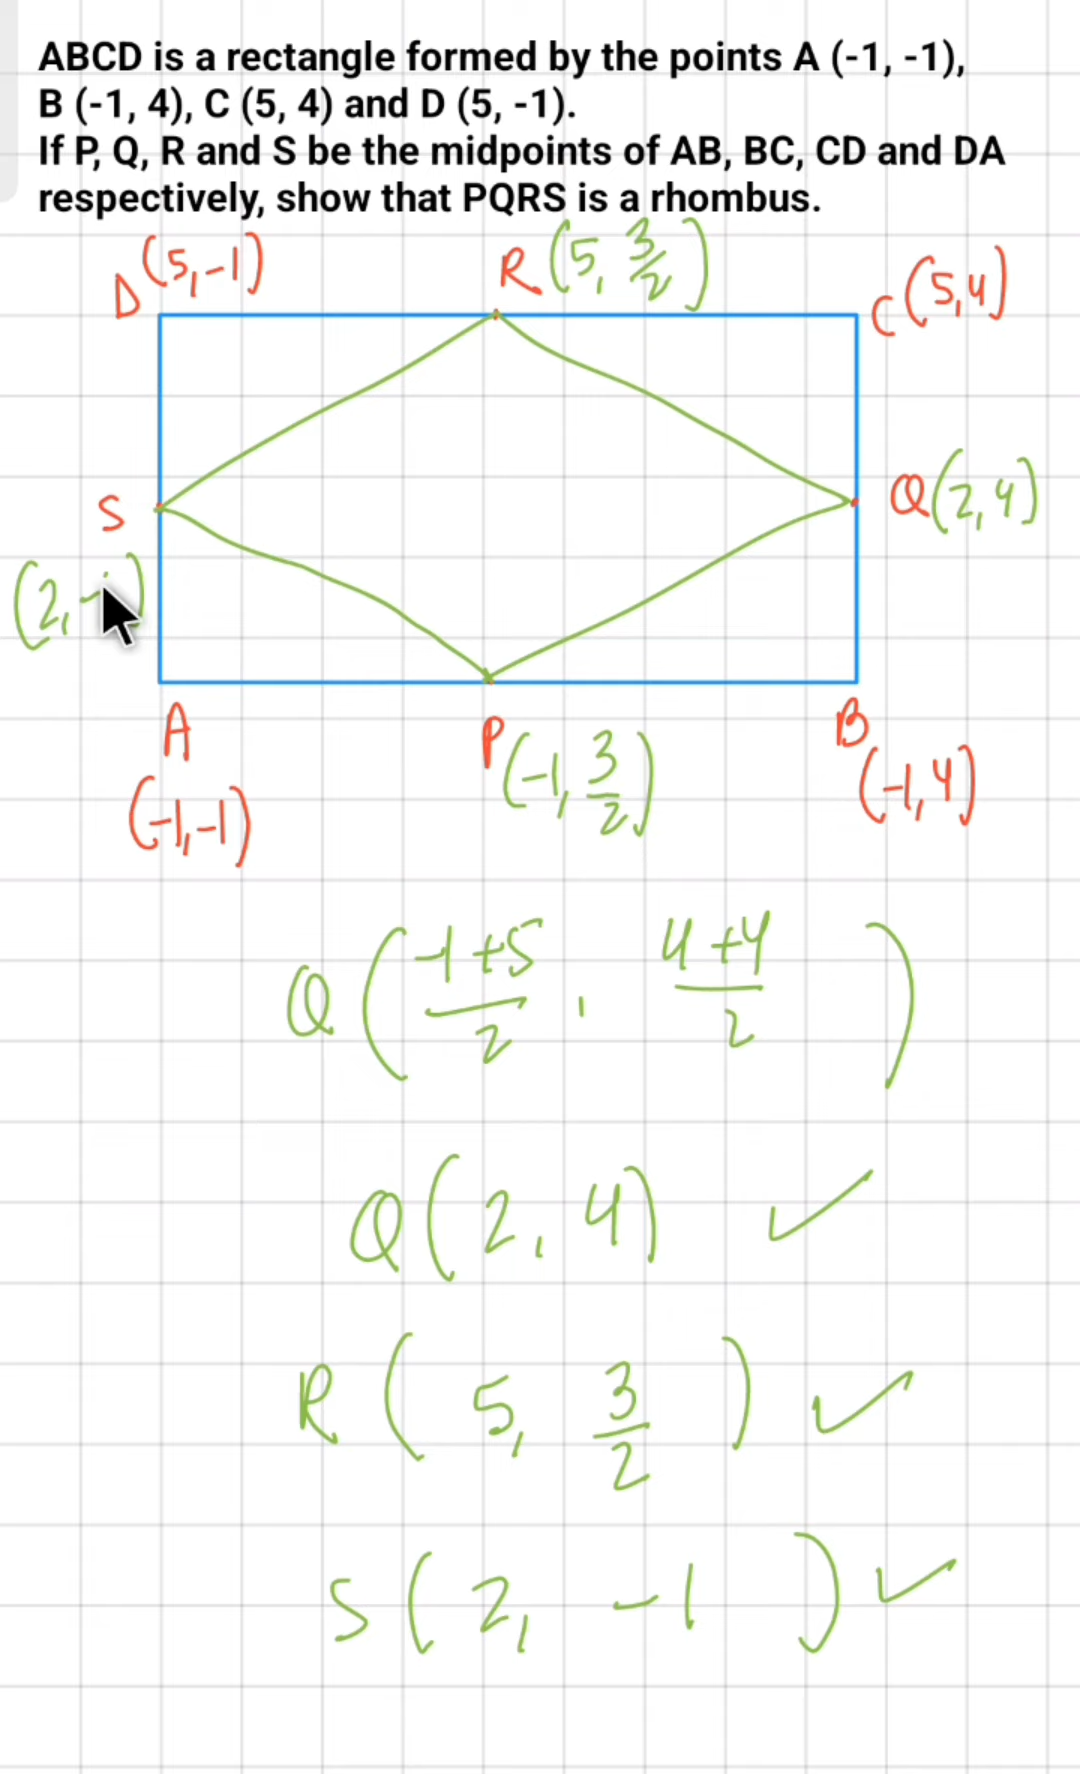 ABCD is a rectangle formed by the points A (-1, -1),
B (-1, 4), C (5, 4) and D (5, -1).
If P, Q, R and S be the midpoints of AB, BC, CD and DA
respectively, show that PQRS is a rhombus.
D (5,-1) R (5, 3/2) C (5,4)
S Q (2,4)
(2,-
A P (-1, 3/2) B
(-1,-1) (-1,4)
Q ( -1+5/2 , 4+4/2 )
Q (2, 4) ✓
R ( 5, 3/2 ) ✓
S ( 2, -1 ) ✓